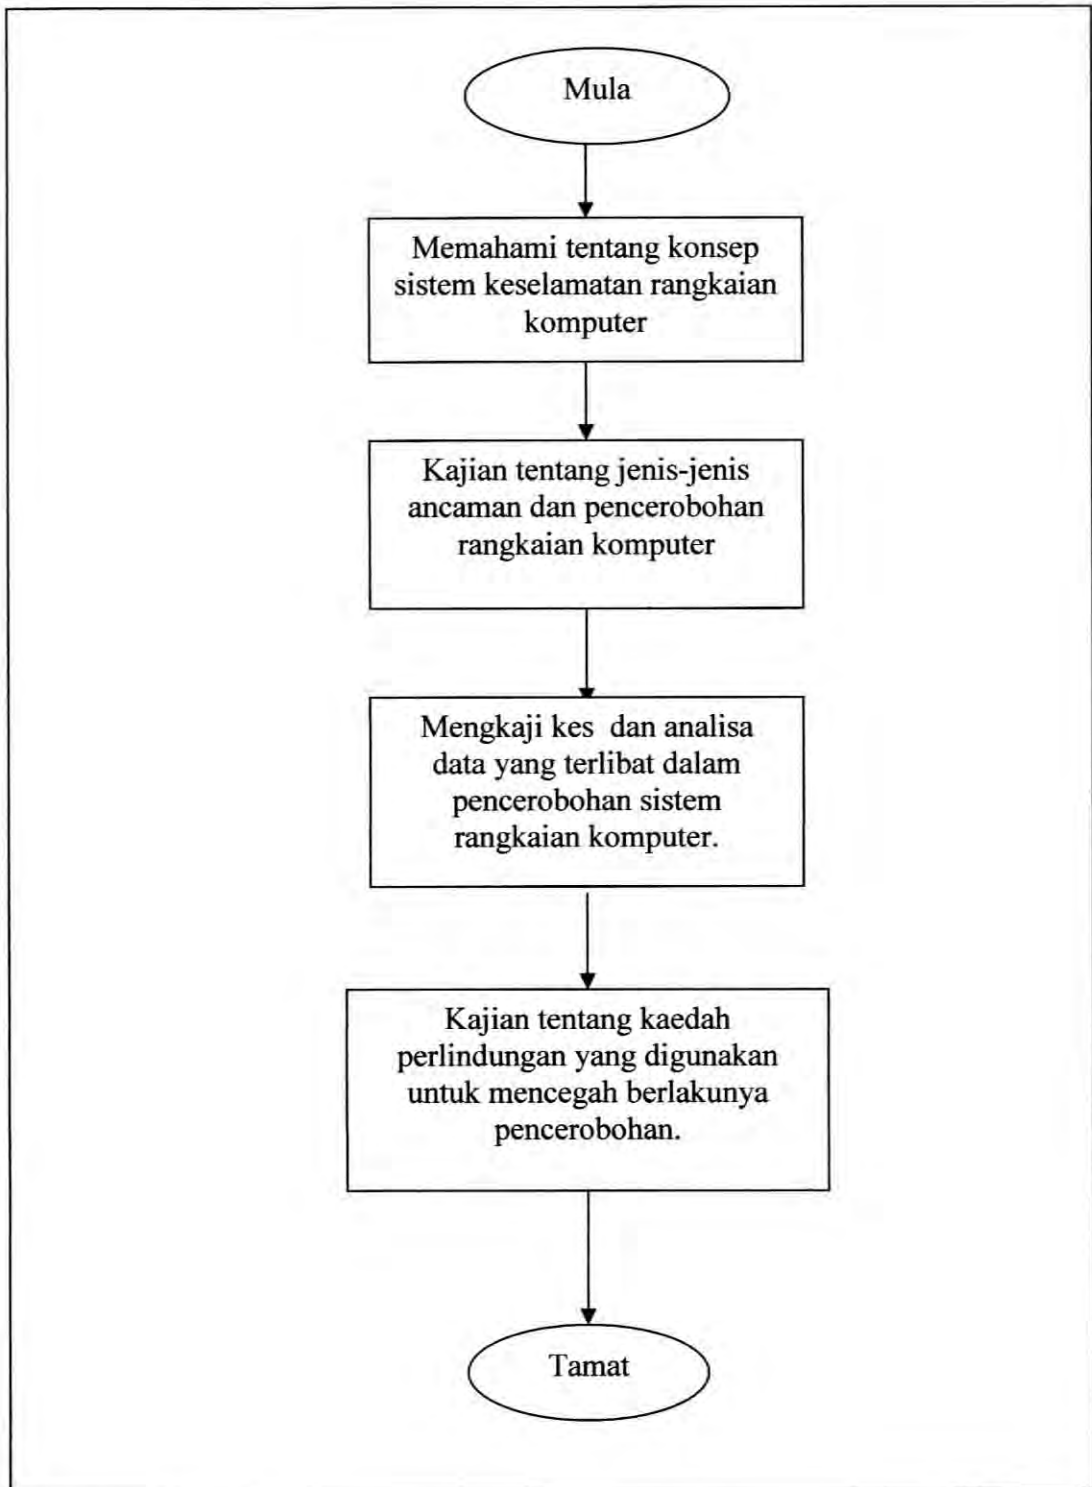 Mula
Memahami tentang konsep
sistem keselamatan rangkaian
komputer
Kajian tentang jenis-jenis
ancaman dan pencerobohan
rangkaian komputer
Mengkaji kes dan analisa
data yang terlibat dalam
pencerobohan sistem
rangkaian komputer.
Kajian tentang kaedah
perlindungan yang digunakan
untuk mencegah berlakunya
pencerobohan.
Tamat